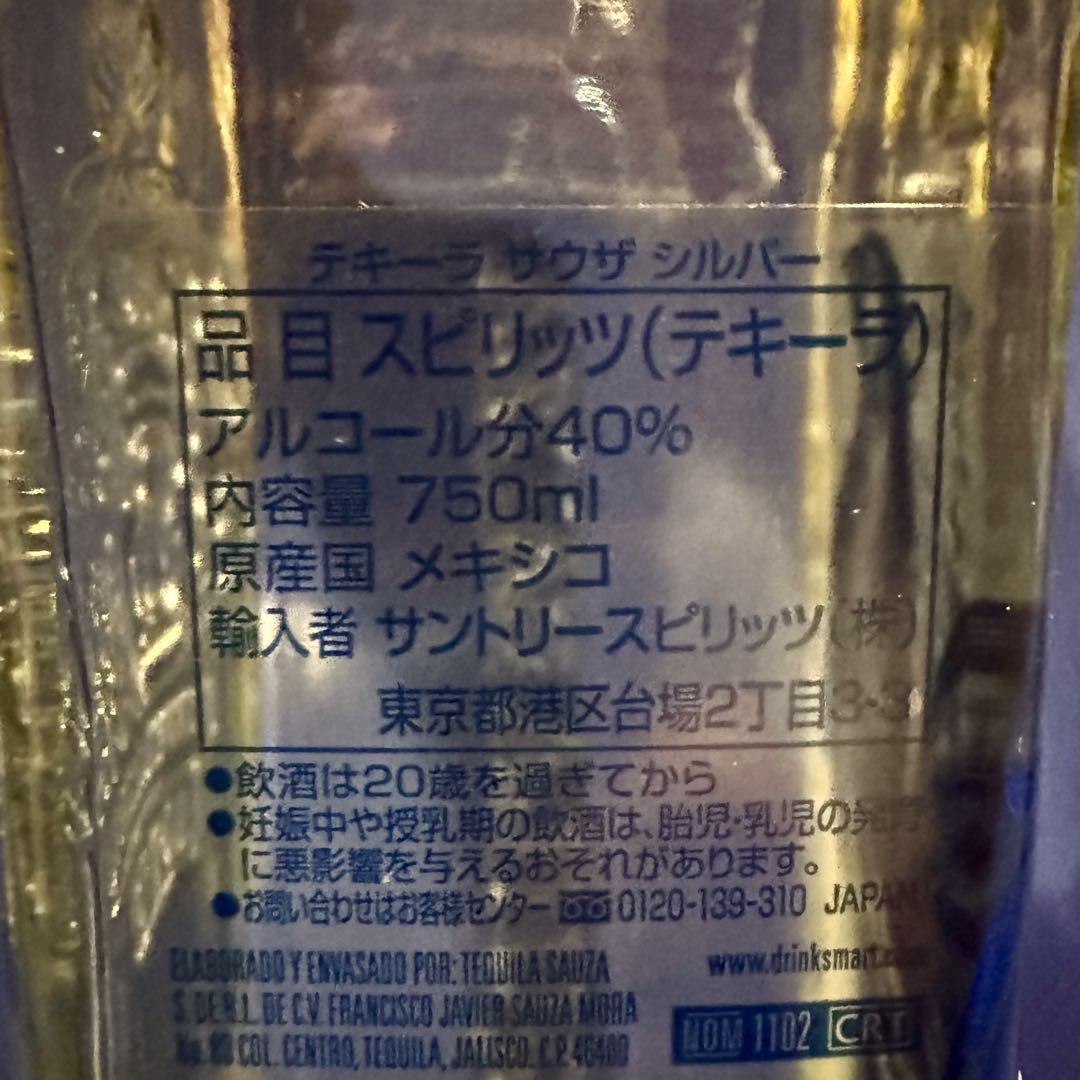 テキーラ サウザ シルバー
品 目 スピリッツ(テキーラ)
アルコール分40%
内容量 750ml
原産国 メキシコ
輸入者 サントリースピリッツ(株)
東京都港区台場2丁目3-3
●飲酒は20歳を過ぎてから
●妊娠中や授乳期の飲酒は、胎児・乳児の発育
に悪影響を与えるおそれがあります。
●お問い合わせはお客様センター 0120-139-310 JAPAN
ELABORADO Y ENVASADO POR: TEQUILA SAUZA
S. DE R.L. DE C.V. FRANCISCO JAVIER SAUZA MORA
No. 80 COL. CENTRO, TEQUILA, JALISCO. C.P. 46400
www.drinksmart.
NOM 1102 CRT